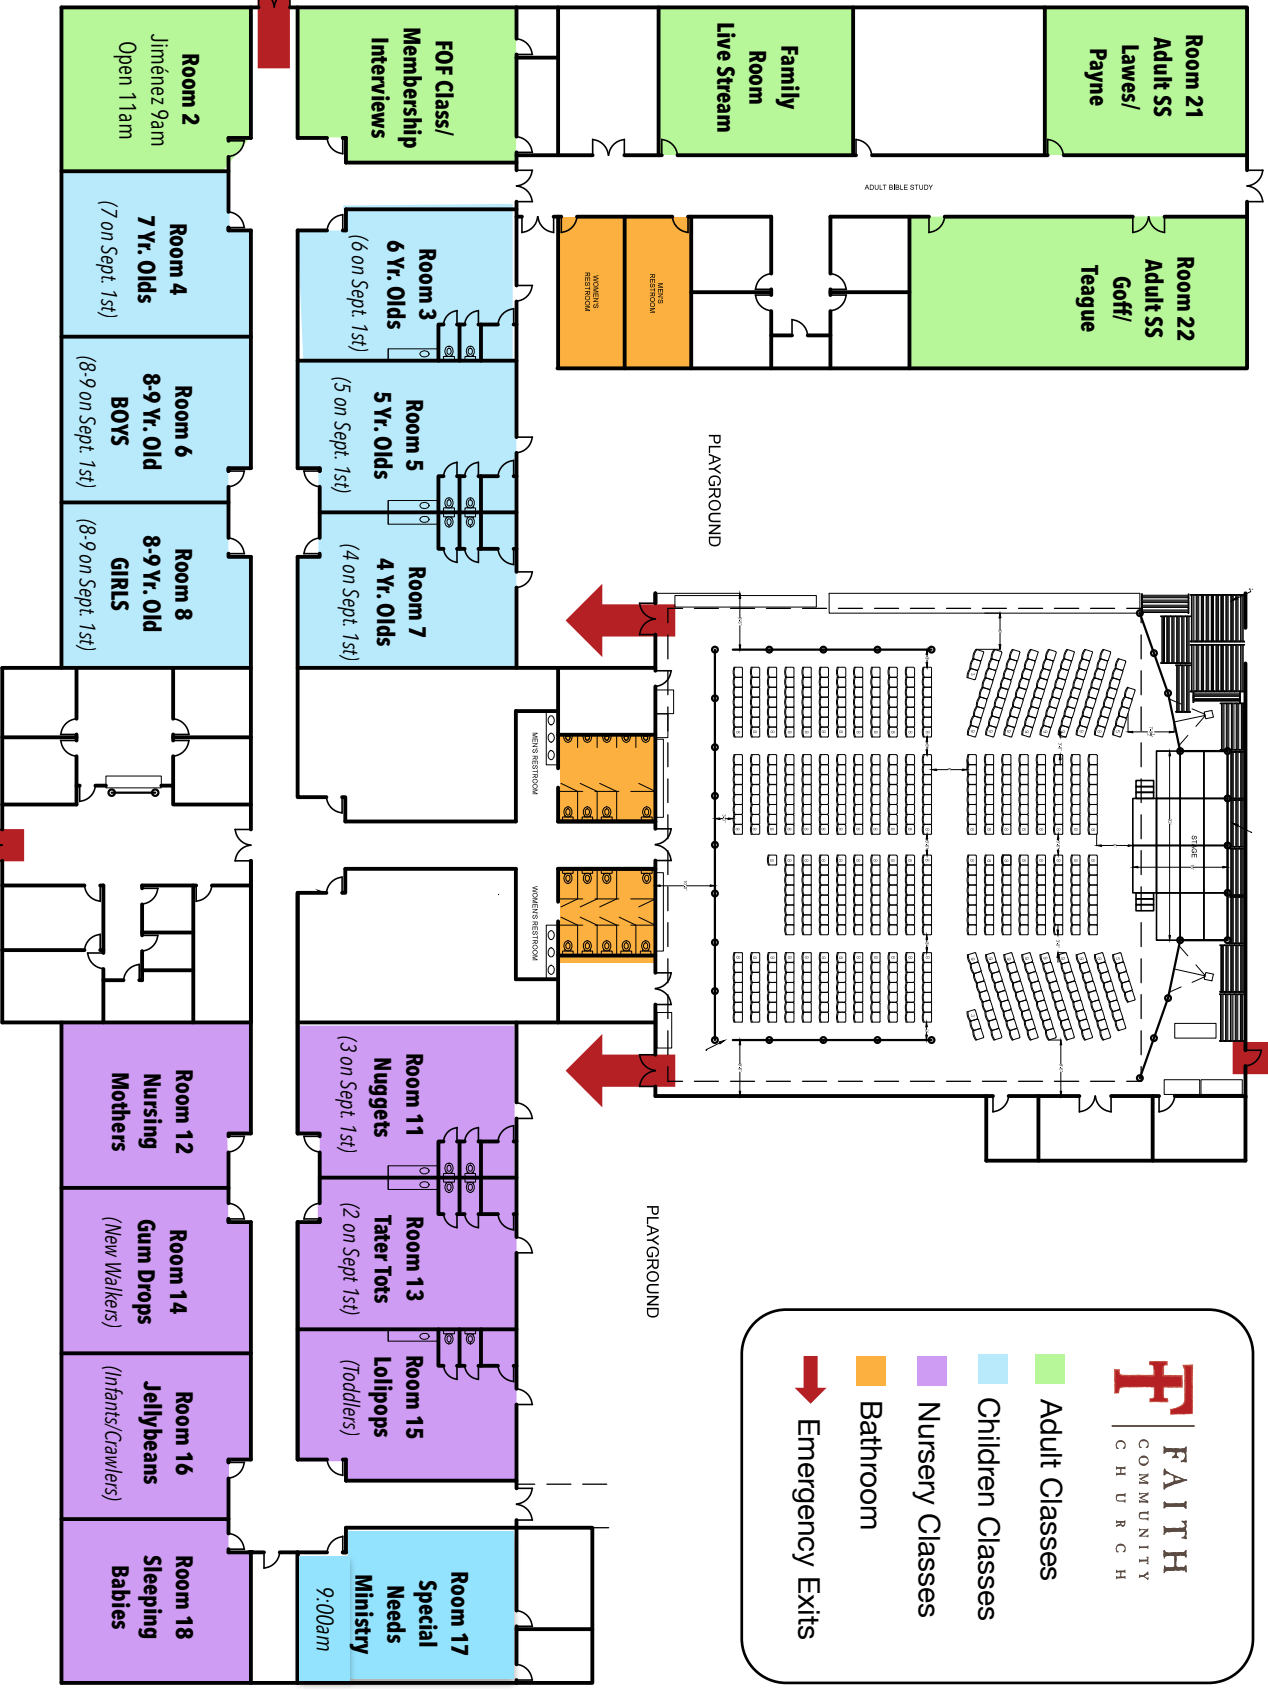 Room 2
Jiménez 9am
Open 11am
FOF Class/
Membership
Interviews
Family
Room
Live Stream
Room 21
Adult SS
Lawes/
Payne
ADULT BIBLE STUDY
Room 4
7 Yr. Olds
(7 on Sept. 1st)
Room 3
6 Yr. Olds
(6 on Sept. 1st)
WOMEN'S
RESTROOM
MEN'S
RESTROOM
Room 22
Adult SS
Goff/
Teague
Room 6
8-9 Yr. Old
BOYS
(8-9 on Sept. 1st)
Room 5
5 Yr. Olds
(5 on Sept. 1st)
PLAYGROUND
Room 8
8-9 Yr. Old
GIRLS
(8-9 on Sept. 1st)
Room 7
4 Yr. Olds
(4 on Sept. 1st)
MEN'S RESTROOM
WOMEN'S RESTROOM
STAGE
Room 12
Nursing
Mothers
Room 11
Nuggets
(3 on Sept. 1st)
Room 14
Gum Drops
(New Walkers)
Room 13
Tater Tots
(2 on Sept 1st)
PLAYGROUND
Room 16
Jellybeans
(Infants/Crawlers)
Room 15
Lolipops
(Toddlers)
Room 18
Sleeping
Babies
Room 17
Special
Needs
Ministry
9:00am
FAITH
COMMUNITY
CHURCH
Adult Classes
Children Classes
Nursery Classes
Bathroom
Emergency Exits